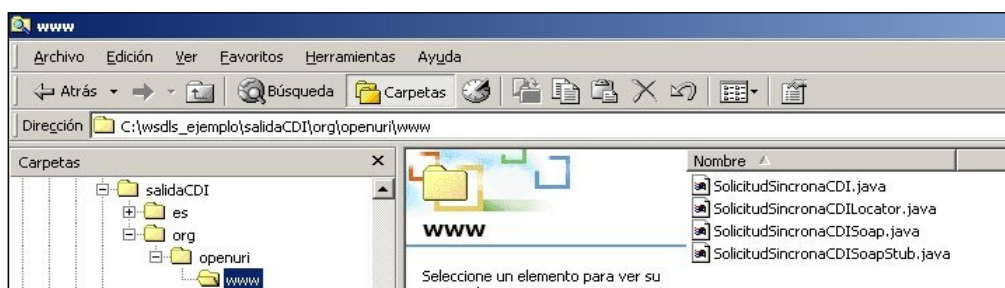 www
Archivo Edición Ver Favoritos Herramientas Ayuda
Atrás Búsqueda Carpetas
Dirección C:\wsdls_ejemplo\salidaCDI\org\openuri\www
Carpetas
salidaCDI
es
org
openuri
www
www
Seleccione un elemento para ver su
Nombre
SolicitudSincronaCDI.java
SolicitudSincronaCDILocator.java
SolicitudSincronaCDISoap.java
SolicitudSincronaCDISoapStub.java